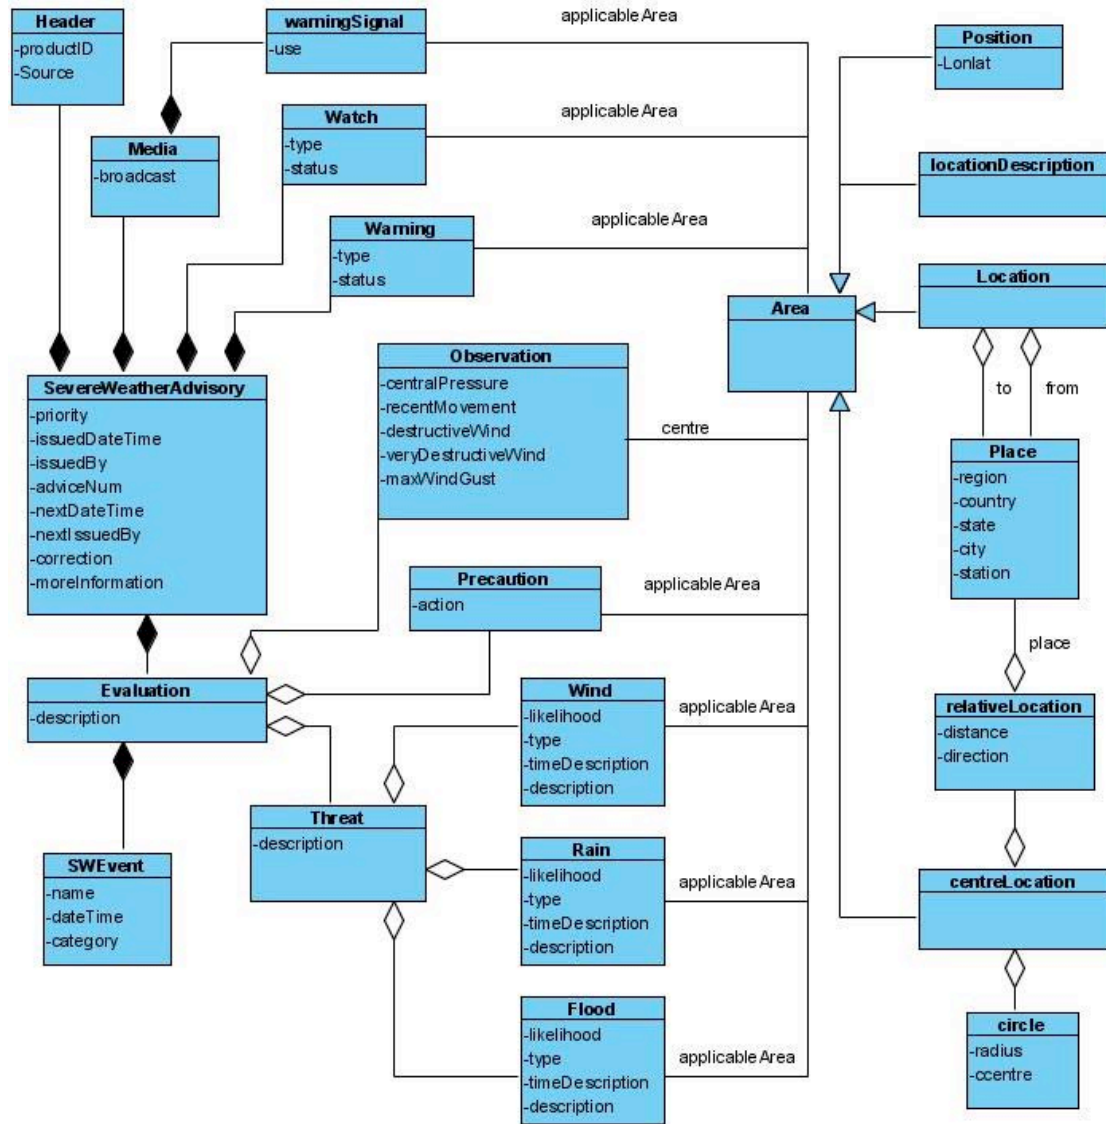 Header
-productID
-Source
warningSignal
-use
applicable Area
Position
-Lonlat
Media
-broadcast
Watch
-type
-status
applicable Area
locationDescription
Warning
-type
-status
applicable Area
Location
Area
to
from
SevereWeatherAdvisory
-priority
-issuedDateTime
-issuedBy
-adviceNum
-nextDateTime
-nextIssuedBy
-correction
-moreInformation
Observation
-centralPressure
-recentMovement
-destructiveWind
-veryDestructiveWind
-maxWindGust
centre
Place
-region
-country
-state
-city
-station
Precaution
-action
applicable Area
place
Evaluation
-description
Wind
-likelihood
-type
-timeDescription
-description
applicable Area
relativeLocation
-distance
-direction
Threat
-description
SWEvent
-name
-dateTime
-category
Rain
-likelihood
-type
-timeDescription
-description
applicable Area
centreLocation
Flood
-likelihood
-type
-timeDescription
-description
applicable Area
circle
-radius
-ccentre